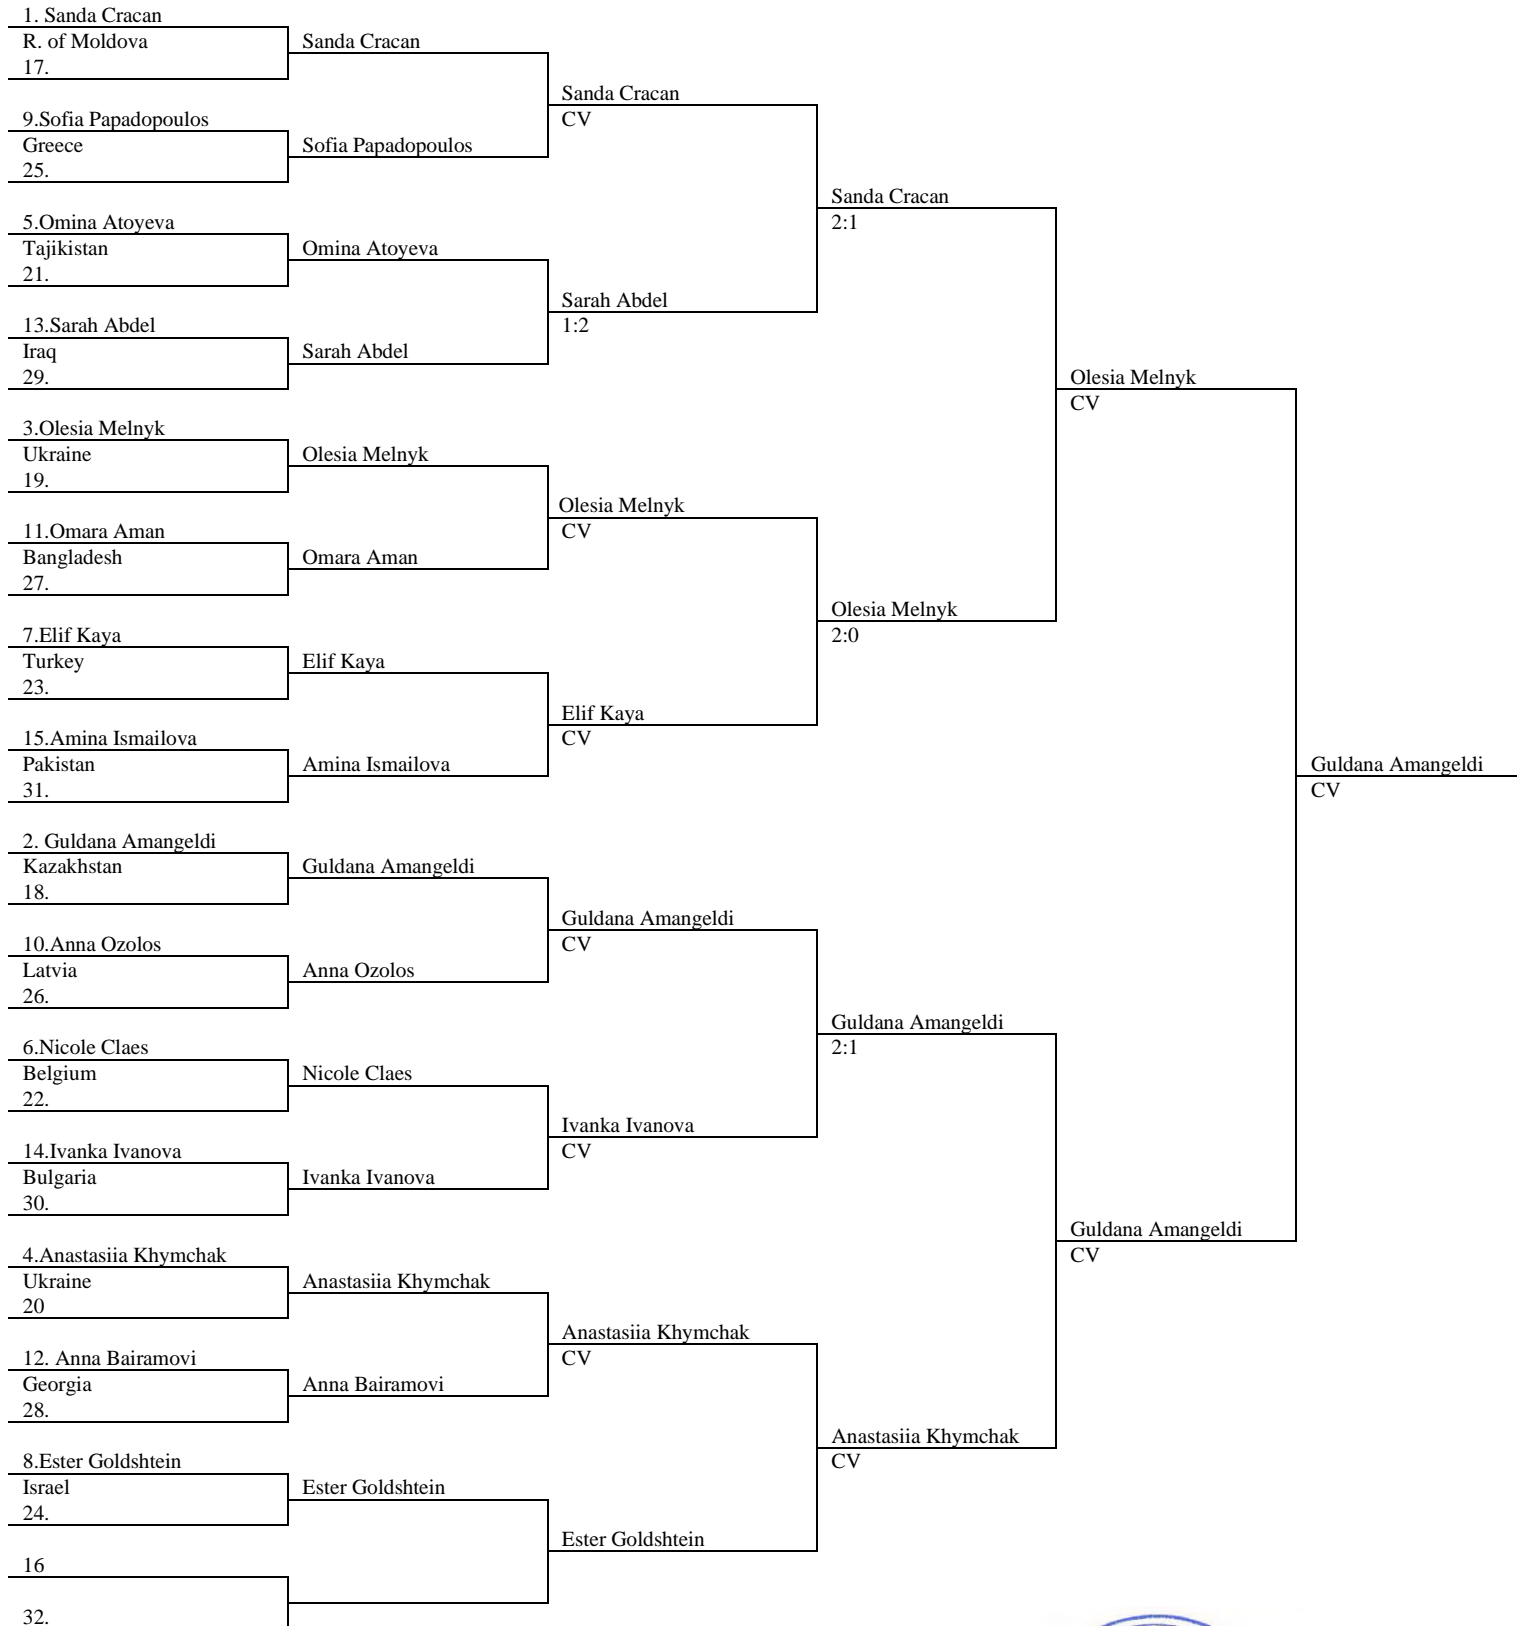 1. Sanda Cracan
R. of Moldova
17.
9.Sofia Papadopoulos
Greece
25.
5.Omina Atoyeva
Tajikistan
21.
13.Sarah Abdel
Iraq
29.
3.Olesia Melnyk
Ukraine
19.
11.Omara Aman
Bangladesh
27.
7.Elif Kaya
Turkey
23.
15.Amina Ismailova
Pakistan
31.
2. Guldana Amangeldi
Kazakhstan
18.
10.Anna Ozolos
Latvia
26.
6.Nicole Claes
Belgium
22.
14.Ivanka Ivanova
Bulgaria
30.
4.Anastasiia Khymchak
Ukraine
20
12. Anna Bairamovi
Georgia
28.
8.Ester Goldshtein
Israel
24.
16
32.
Sanda Cracan
Sofia Papadopoulos
Omina Atoyeva
Sarah Abdel
Olesia Melnyk
Omara Aman
Elif Kaya
Amina Ismailova
Guldana Amangeldi
Anna Ozolos
Nicole Claes
Ivanka Ivanova
Anastasiia Khymchak
Anna Bairamovi
Ester Goldshtein
Sanda Cracan
CV
Sarah Abdel
1:2
Olesia Melnyk
CV
Elif Kaya
CV
Guldana Amangeldi
CV
Ivanka Ivanova
CV
Anastasiia Khymchak
CV
Ester Goldshtein
Sanda Cracan
2:1
Olesia Melnyk
2:0
Guldana Amangeldi
2:1
Anastasiia Khymchak
CV
Olesia Melnyk
CV
Guldana Amangeldi
CV
Guldana Amangeldi
CV